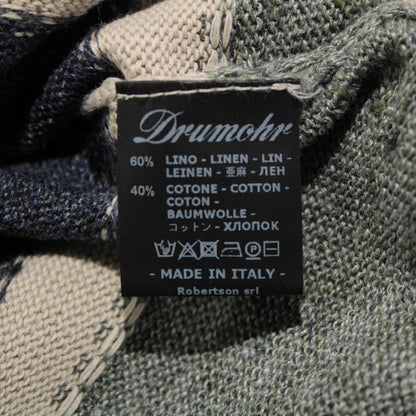 Drumohr
60% LINO - LINEN - LIN -
LEINEN - 亜麻 - ЛЕН
40% COTONE - COTTON -
COTON -
BAUMWOLLE -
コットン - ХЛОПОК
- MADE IN ITALY -
Robertson srl